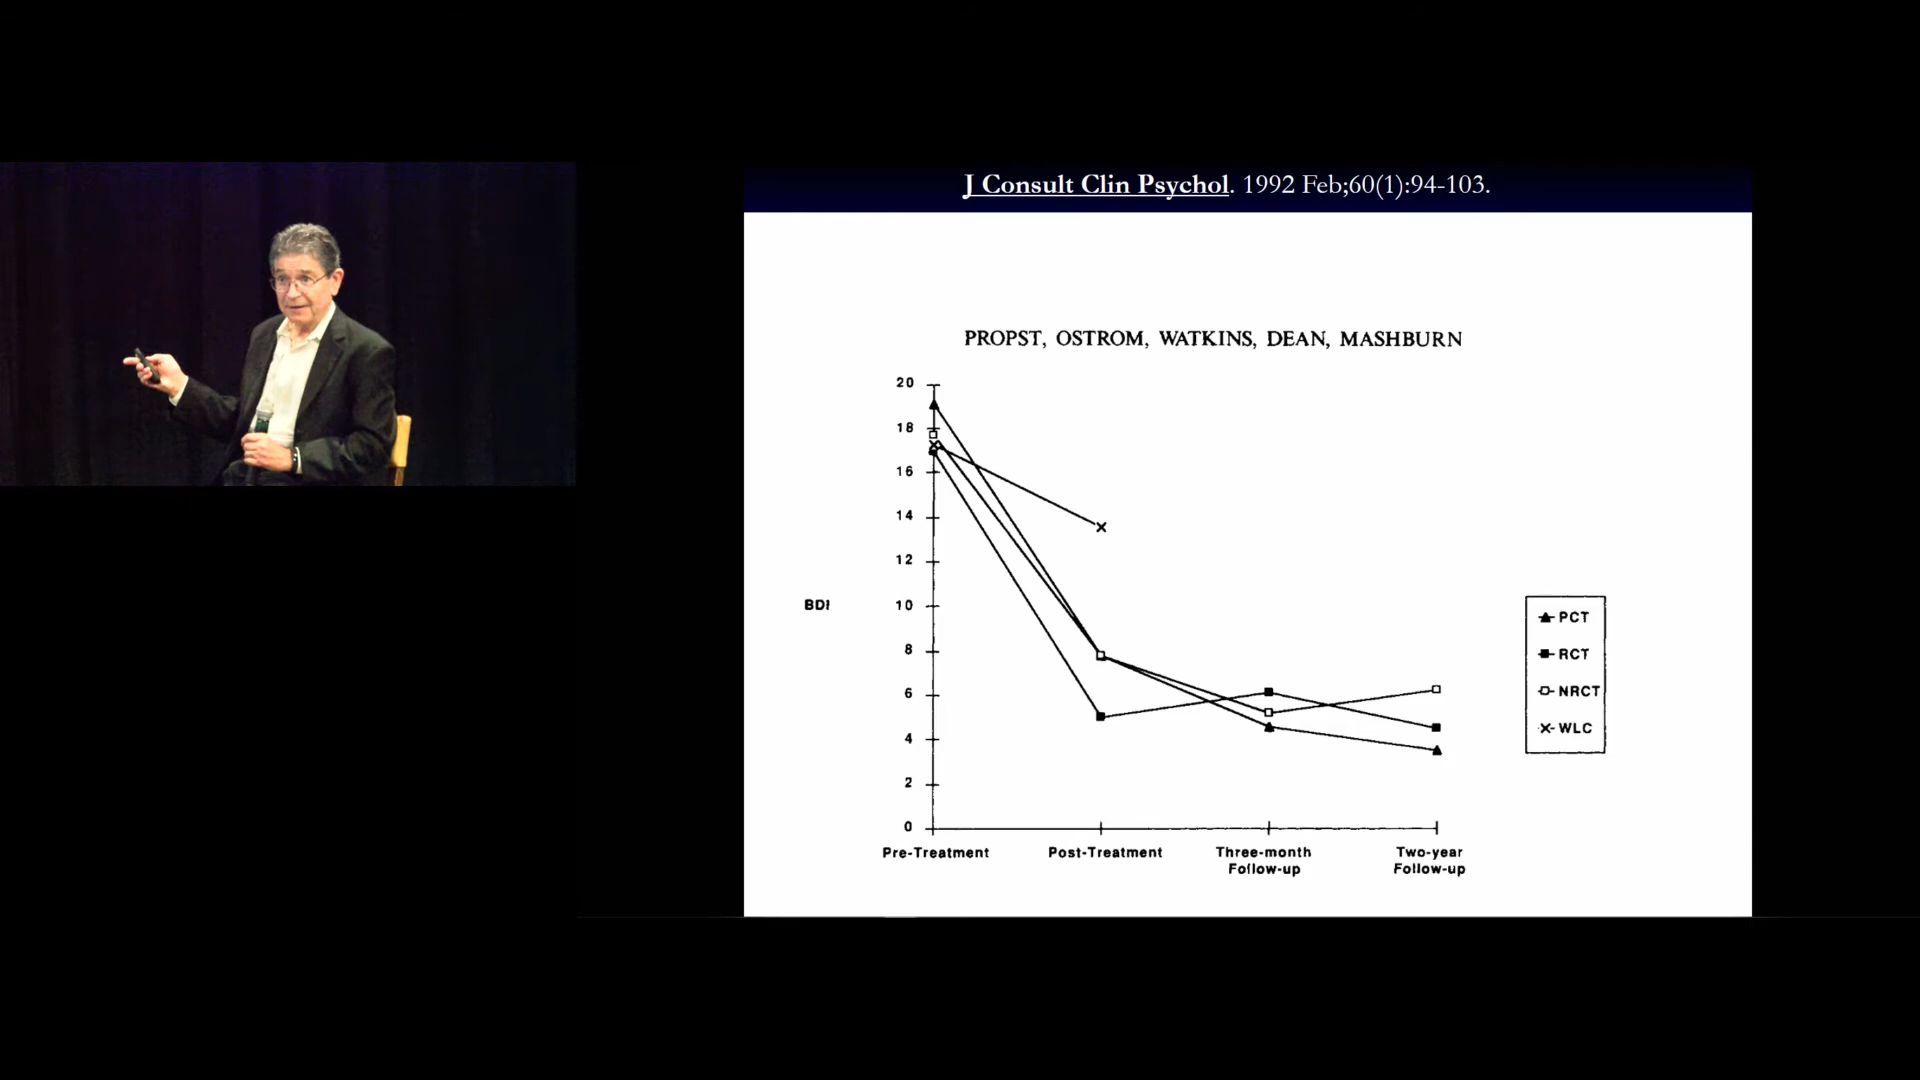 J Consult Clin Psychol. 1992 Feb;60(1):94-103.
PROPST, OSTROM, WATKINS, DEAN, MASHBURN
20
18
16
14
12
10
8
6
4
2
0
BDI
Pre-Treatment
Post-Treatment
Three-month
Follow-up
Two-year
Follow-up
PCT
RCT
NRCT
WLC